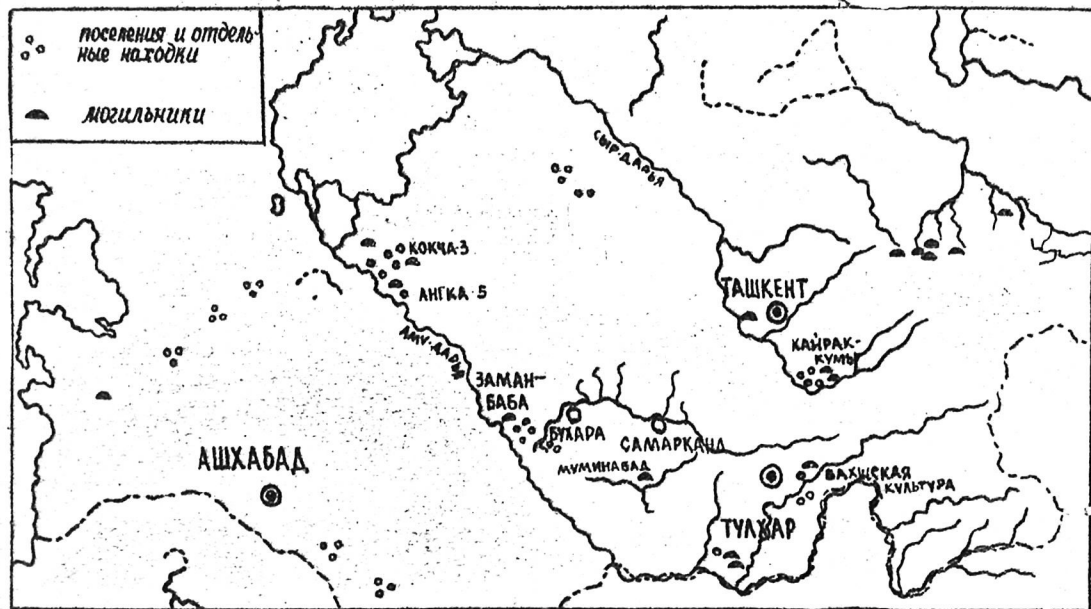 поселения и отдель-
ные находки
могильники
СЫР-ДАРЬЯ
КОКЧА-3
АНГКА-5
АМУ-ДАРЬЯ
ТАШКЕНТ
КАЙРАК-
КУМЫ
ЗАМАН-
БАБА
БУХАРА
САМАРКАНД
МУМИНАБАД
АШХАБАД
ВАХШСКАЯ
КУЛЬТУРА
ТУЛХАР